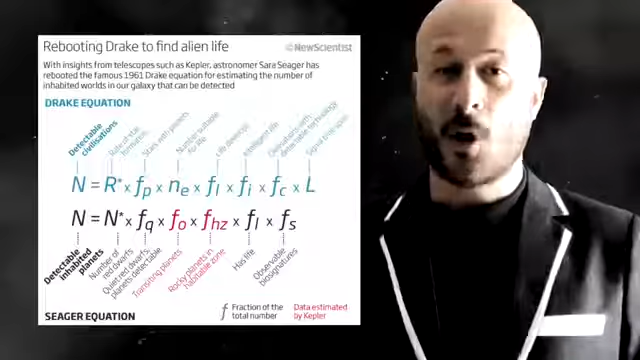 Rebooting Drake to find alien life
©NewScientist
With insights from telescopes such as Kepler, astronomer Sara Seager has
rebooted the famous 1961 Drake equation for estimating the number of
inhabited worlds in our galaxy that can be detected
DRAKE EQUATION
Detectable
civilisations
Rate of star
formation
Stars with planets
Number suitable
for life
Life develops
Intelligent life
Civilisations with
detectable technology
Signal time span
N = R* x fp x ne x fl x fi x fc x L
N = N* x fq x fo x fhz x fl x fs
Detectable
inhabited
planets
Number of
red dwarfs
Quiet red dwarfs,
planets detectable
Transiting planets
Rocky planets in
habitable zone
Has life
Observable
biosignatures
f Fraction of the
total number
Data estimated
by Kepler
SEAGER EQUATION